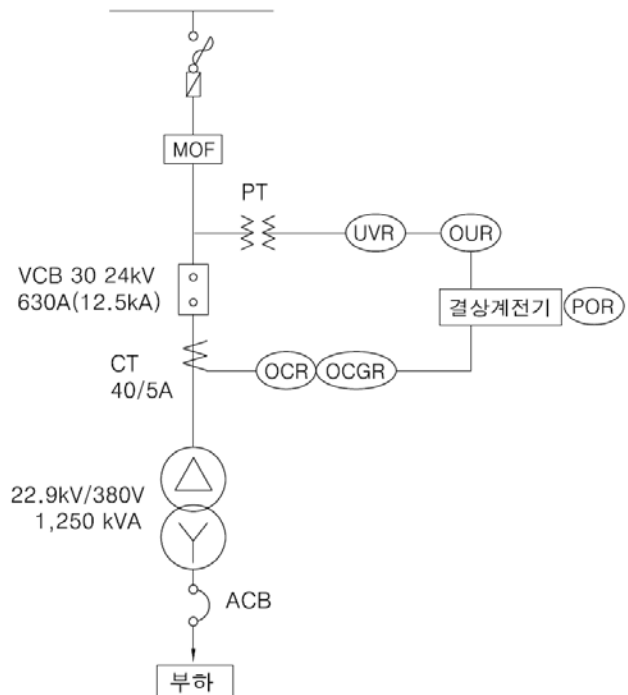 MOF
PT
UVR
OUR
VCB 30 24kV
630A(12.5kA)
결상계전기
POR
CT
40/5A
OCR
OCGR
22.9kV/380V
1,250 kVA
ACB
부하